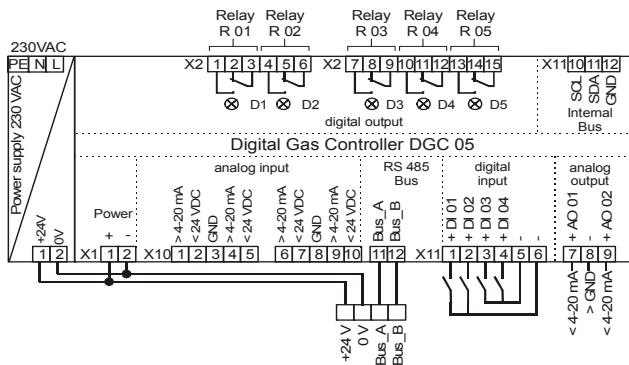 Relay Relay Relay Relay Relay
R 01 R 02 R 03 R 04 R 05
230VAC
PE N L X2 1 2 3 4 5 6 X2 7 8 9 10 11 12 13 14 15 X11 10 11 12
SCL
SDA
GND
D1 D2 D3 D4 D5
Internal
Bus
digital output
Power supply 230 VAC
Digital Gas Controller DGC 05
analog input
RS 485
Bus
digital
input
analog
output
+24V
0V
Power
+ -
> 4-20 mA
< 24 VDC
GND
> 4-20 mA
< 24 VDC
> 4-20 mA
< 24 VDC
GND
> 4-20 mA
< 24 VDC
Bus_A
Bus_B
+ DI 01
+ DI 02
+ DI 03
+ DI 04
-
-
+ AO 01
-
+ AO 02
1 2 X1 1 2 X10 1 2 3 4 5 6 7 8 9 10 11 12 X11 1 2 3 4 5 6 7 8 9
< 4-20 mA
> GND
< 4-20 mA
+24 V
0 V
Bus_A
Bus_B